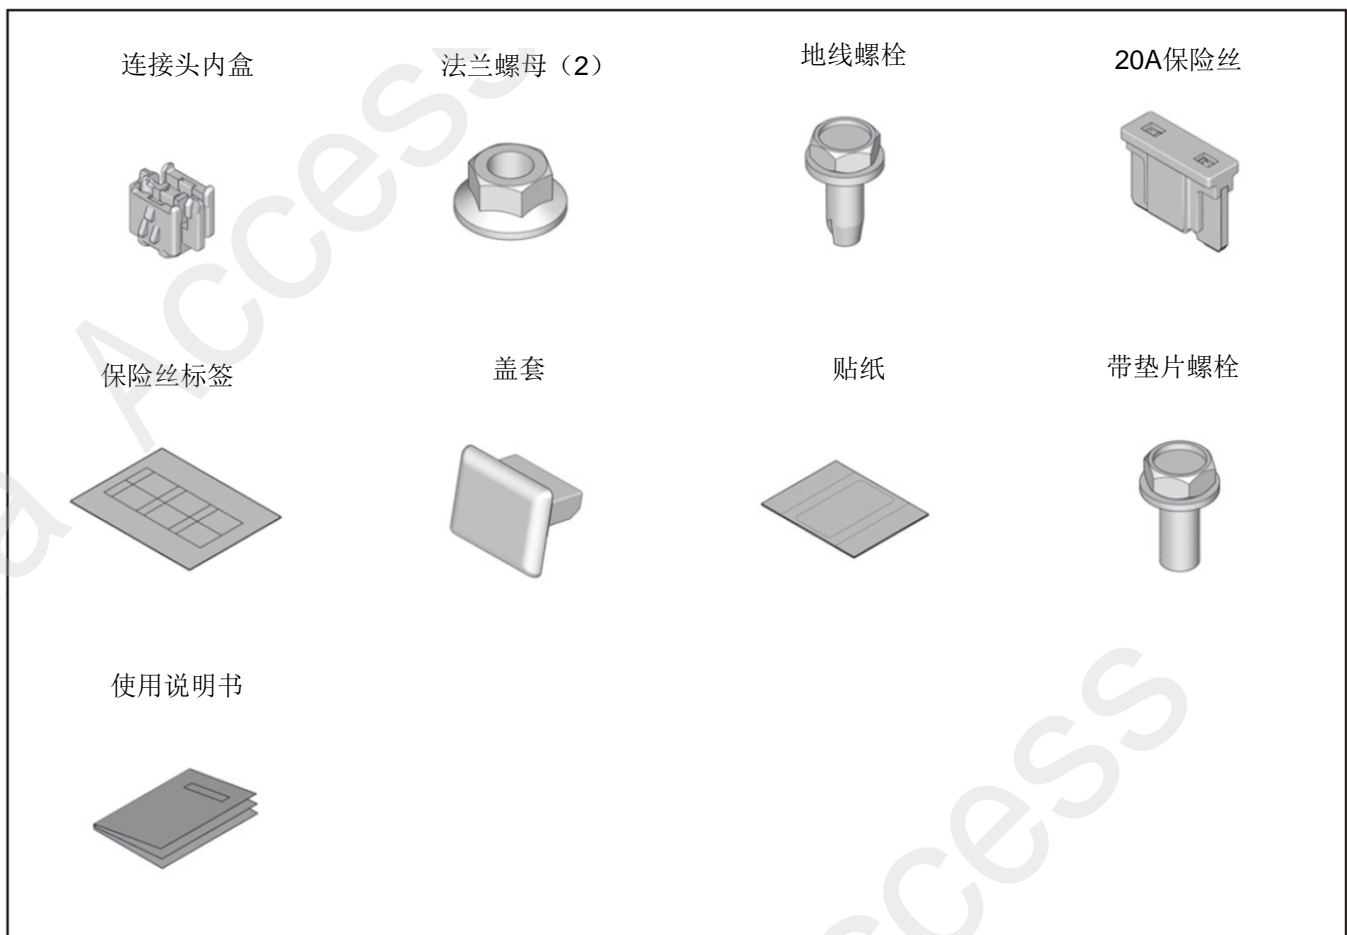 连接头内盒
法兰螺母（2）
地线螺栓
20A保险丝
保险丝标签
盖套
贴纸
带垫片螺栓
使用说明书
a Access
ccess